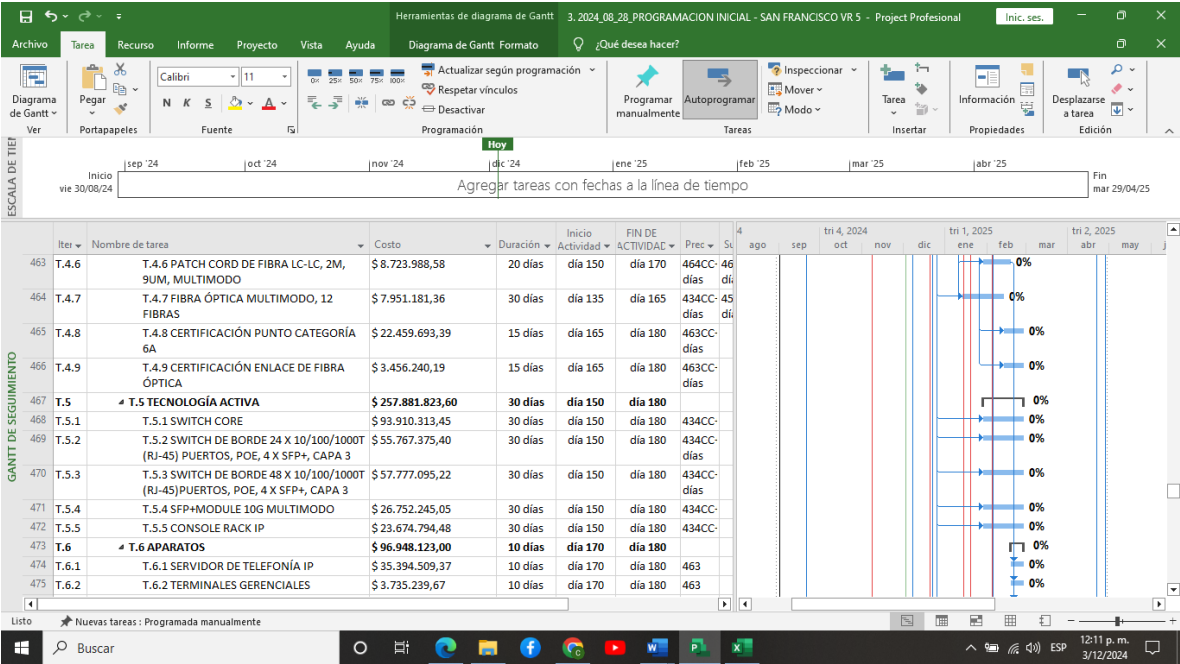 Herramientas de diagrama de Gantt 3. 2024_08_28_PROGRAMACION INICIAL - SAN FRANCISCO VR 5 - Project Profesional Inic. ses.
Archivo Tarea Recurso Informe Proyecto Vista Ayuda Diagrama de Gantt Formato ¿Qué desea hacer?
Diagrama de Gantt
Ver
Pegar
Portapapeles
Calibri 11
N K S
Fuente
0× 25× 50× 75× 100×
Actualizar según programación
Respetar vínculos
Desactivar
Programación
Programar manualmente
Autoprogramar
Inspeccionar
Mover
Modo
Tareas
Tarea
Insertar
Información
Propiedades
Desplazarse a tarea
Edición
ESCALA DE TIEM
Hoy
sep '24 oct '24 nov '24 dic '24 ene '25 feb '25 mar '25 abr '25
Inicio
vie 30/08/24
Agregar tareas con fechas a la línea de tiempo
Fin
mar 29/04/25
GANTT DE SEGUIMIENTO
Iter Nombre de tarea Costo Duración Inicio Actividad FIN DE ACTIVIDAD Prec Su
4 tri 4, 2024 tri 1, 2025 tri 2, 2025
ago sep oct nov dic ene feb mar abr may j
463 T.4.6 T.4.6 PATCH CORD DE FIBRA LC-LC, 2M, $ 8.723.988,58 20 días día 150 día 170 464CC- 46 0%
9UM, MULTIMODO días dí
464 T.4.7 T.4.7 FIBRA ÓPTICA MULTIMODO, 12 $ 7.951.181,36 30 días día 135 día 165 434CC- 45 0%
FIBRAS días dí
465 T.4.8 T.4.8 CERTIFICACIÓN PUNTO CATEGORÍA $ 22.459.693,39 15 días día 165 día 180 463CC- 0%
6A días
466 T.4.9 T.4.9 CERTIFICACIÓN ENLACE DE FIBRA $ 3.456.240,19 15 días día 165 día 180 463CC- 0%
ÓPTICA días
467 T.5 T.5 TECNOLOGÍA ACTIVA $ 257.881.823,60 30 días día 150 día 180 0%
468 T.5.1 T.5.1 SWITCH CORE $ 93.910.313,45 30 días día 150 día 180 434CC- 0%
469 T.5.2 T.5.2 SWITCH DE BORDE 24 X 10/100/1000T $ 55.767.375,40 30 días día 150 día 180 434CC- 0%
(RJ-45) PUERTOS, POE, 4 X SFP+, CAPA 3 días
470 T.5.3 T.5.3 SWITCH DE BORDE 48 X 10/100/1000T $ 57.777.095,22 30 días día 150 día 180 434CC- 0%
(RJ-45)PUERTOS, POE, 4 X SFP+, CAPA 3 días
471 T.5.4 T.5.4 SFP+MODULE 10G MULTIMODO $ 26.752.245,05 30 días día 150 día 180 434CC- 0%
472 T.5.5 T.5.5 CONSOLE RACK IP $ 23.674.794,48 30 días día 150 día 180 434CC- 0%
473 T.6 T.6 APARATOS $ 96.948.123,00 10 días día 170 día 180 0%
474 T.6.1 T.6.1 SERVIDOR DE TELEFONÍA IP $ 35.394.509,37 10 días día 170 día 180 463 0%
475 T.6.2 T.6.2 TERMINALES GERENCIALES $ 3.735.239,67 10 días día 170 día 180 463 0%
Listo Nuevas tareas : Programada manualmente
Buscar
ESP
12:11 p. m.
3/12/2024